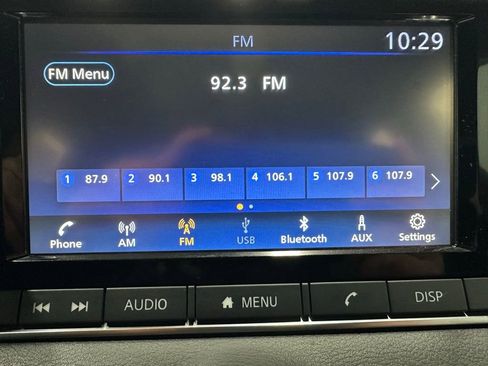 FM 10:29
FM Menu
92.3 FM
1 87.9 2 90.1 3 98.1 4 106.1 5 107.9 6 107.9
Phone AM FM USB Bluetooth AUX Settings
AUDIO MENU DISP